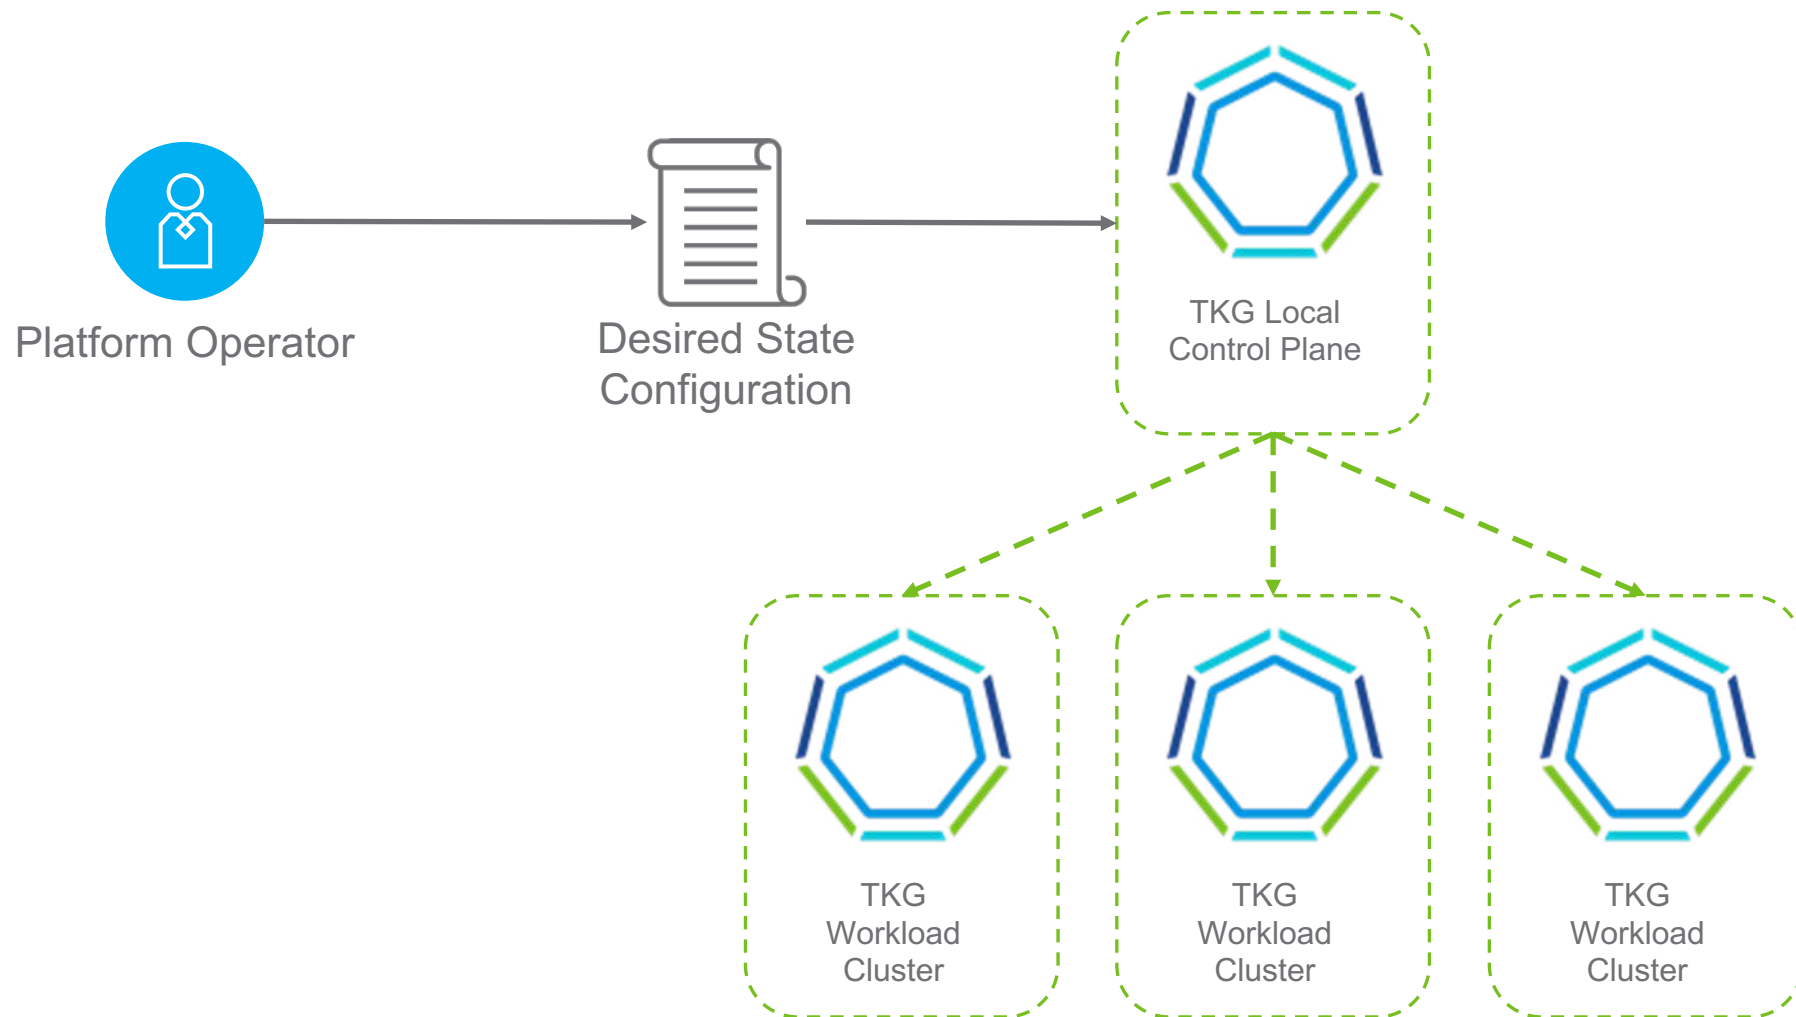 Platform Operator
Desired State
Configuration
TKG Local
Control Plane
TKG
Workload
Cluster
TKG
Workload
Cluster
TKG
Workload
Cluster